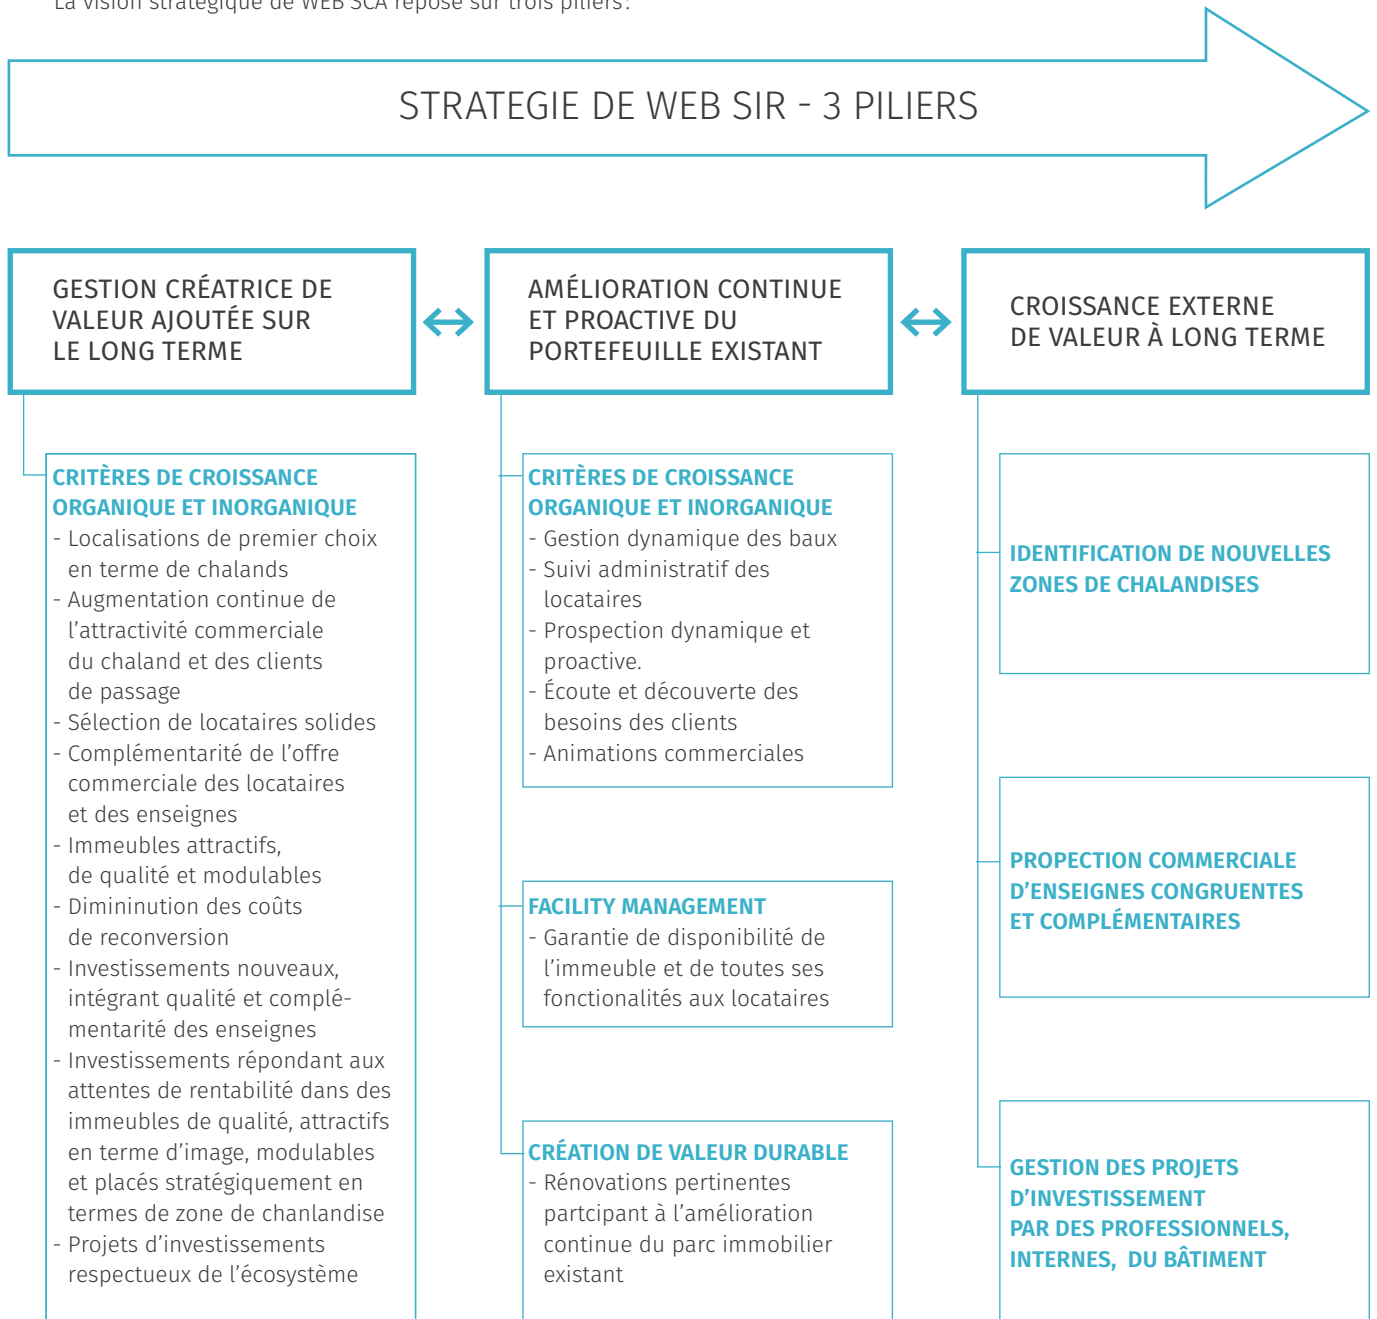 La vision stratégique de WEB SCA repose sur trois piliers :
STRATEGIE DE WEB SIR - 3 PILIERS
GESTION CRÉATRICE DE
VALEUR AJOUTÉE SUR
LE LONG TERME
AMÉLIORATION CONTINUE
ET PROACTIVE DU
PORTEFEUILLE EXISTANT
CROISSANCE EXTERNE
DE VALEUR À LONG TERME
CRITÈRES DE CROISSANCE
ORGANIQUE ET INORGANIQUE
- Localisations de premier choix
en terme de chalands
- Augmentation continue de
l’attractivité commerciale
du chaland et des clients
de passage
- Sélection de locataires solides
- Complémentarité de l’offre
commerciale des locataires
et des enseignes
- Immeubles attractifs,
de qualité et modulables
- Dimininution des coûts
de reconversion
- Investissements nouveaux,
intégrant qualité et complé-
mentarité des enseignes
- Investissements répondant aux
attentes de rentabilité dans des
immeubles de qualité, attractifs
en terme d’image, modulables
et placés stratégiquement en
termes de zone de chanlandise
- Projets d’investissements
respectueux de l’écosystème
CRITÈRES DE CROISSANCE
ORGANIQUE ET INORGANIQUE
- Gestion dynamique des baux
- Suivi administratif des
locataires
- Prospection dynamique et
proactive.
- Écoute et découverte des
besoins des clients
- Animations commerciales
FACILITY MANAGEMENT
- Garantie de disponibilité de
l’immeuble et de toutes ses
fonctionalités aux locataires
CRÉATION DE VALEUR DURABLE
- Rénovations pertinentes
partcipant à l’amélioration
continue du parc immobilier
existant
IDENTIFICATION DE NOUVELLES
ZONES DE CHALANDISES
PROPECTION COMMERCIALE
D’ENSEIGNES CONGRUENTES
ET COMPLÉMENTAIRES
GESTION DES PROJETS
D’INVESTISSEMENT
PAR DES PROFESSIONNELS,
INTERNES, DU BÂTIMENT